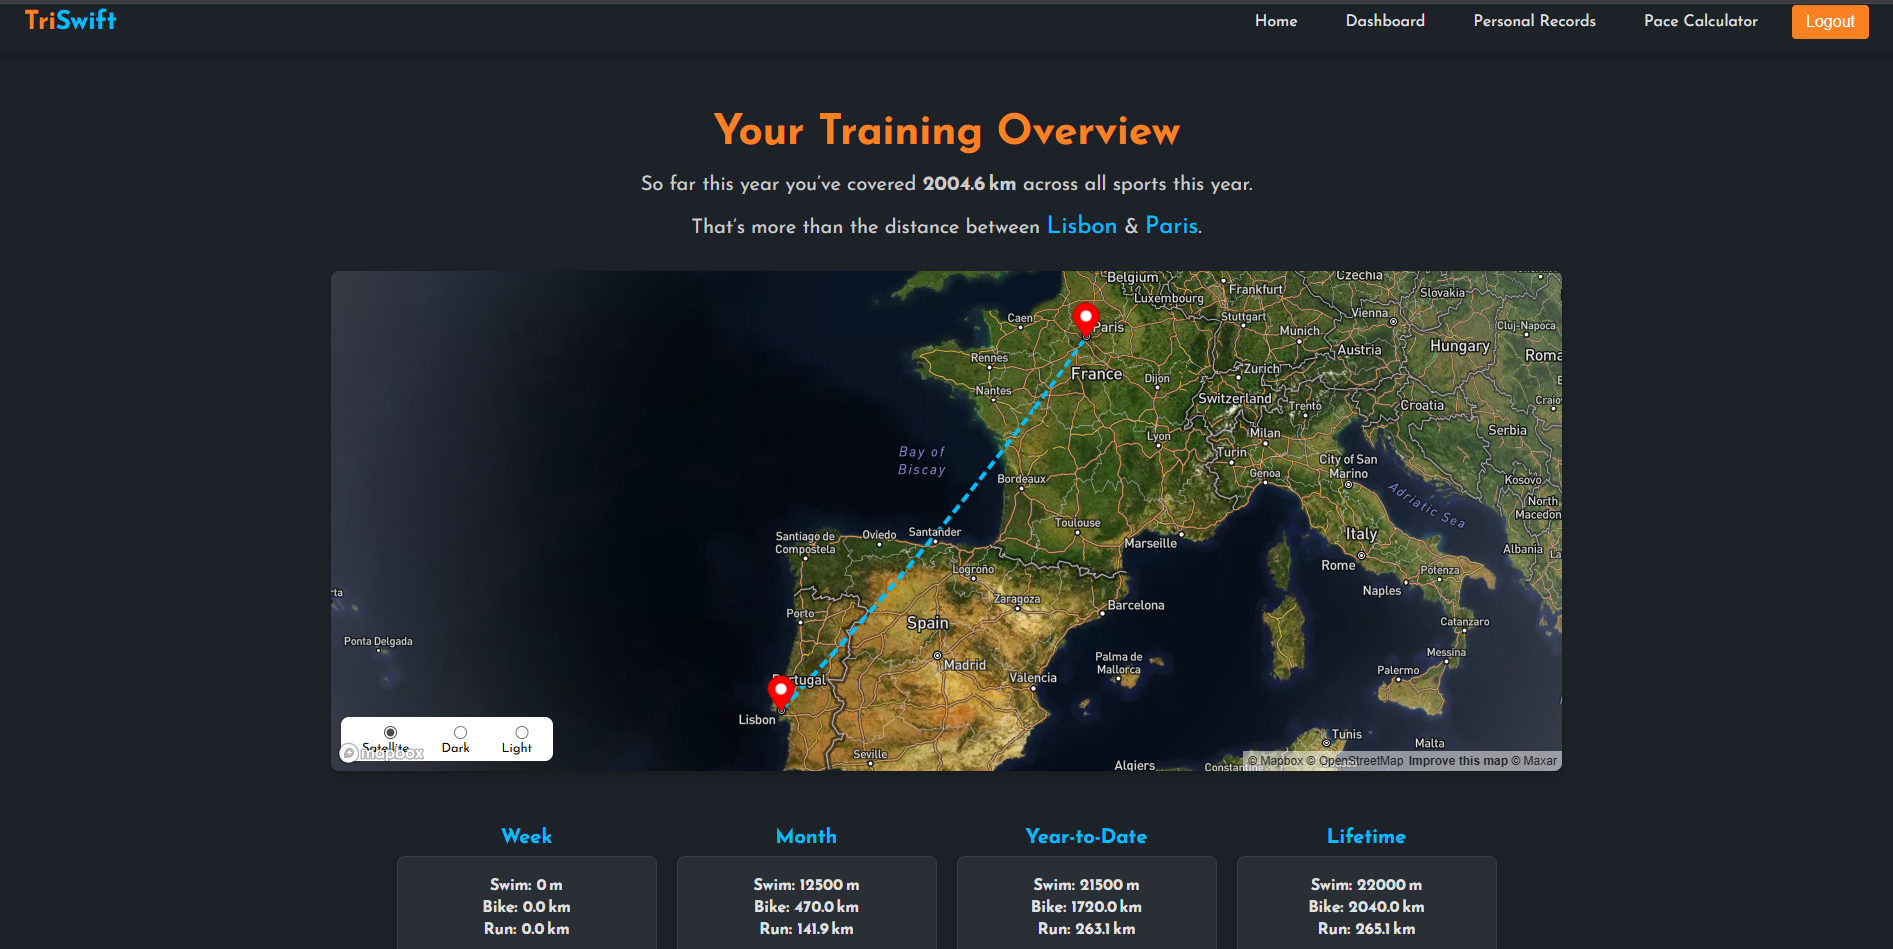 TriSwift
Home Dashboard Personal Records Pace Calculator Logout
Your Training Overview
So far this year you've covered 2004.6 km across all sports this year.
That's more than the distance between Lisbon & Paris.
Belgium
Czechia
Frankfurt
Luxembourg
Slovakia
Caen
Paris
Stuttgart
Vienna
Cluj-Napoca
Munich
Rennes
Austria
Hungary
Roma
France
Dijon
Zurich
Nantes
Switzerland
Trento
Croatia
Craio
Lyon
Milan
Serbia
Bay of
Biscay
Turin
City of San
Marino
Genoa
Bordeaux
Kosovo
Adriatic Sea
North
Macedon
Toulouse
Santiago de
Compostela
Oviedo
Santander
Marseille
Italy
Albania
La
Logroño
Rome
Potenza
Naples
rta
Zaragoza
Barcelona
Porto
Spain
Catanzaro
Ponta Delgada
Madrid
Palma de
Mallorca
Messina
Palermo
Portugal
Valencia
Lisbon
Tunis
Malta
Seville
Algiers
Constantine
Satellite Dark Light
mapbox
© Mapbox © OpenStreetMap Improve this map © Maxar
Week Month Year-to-Date Lifetime
Swim: 0 m
Bike: 0.0 km
Run: 0.0 km
Swim: 12500 m
Bike: 470.0 km
Run: 141.9 km
Swim: 21500 m
Bike: 1720.0 km
Run: 263.1 km
Swim: 22000 m
Bike: 2040.0 km
Run: 265.1 km